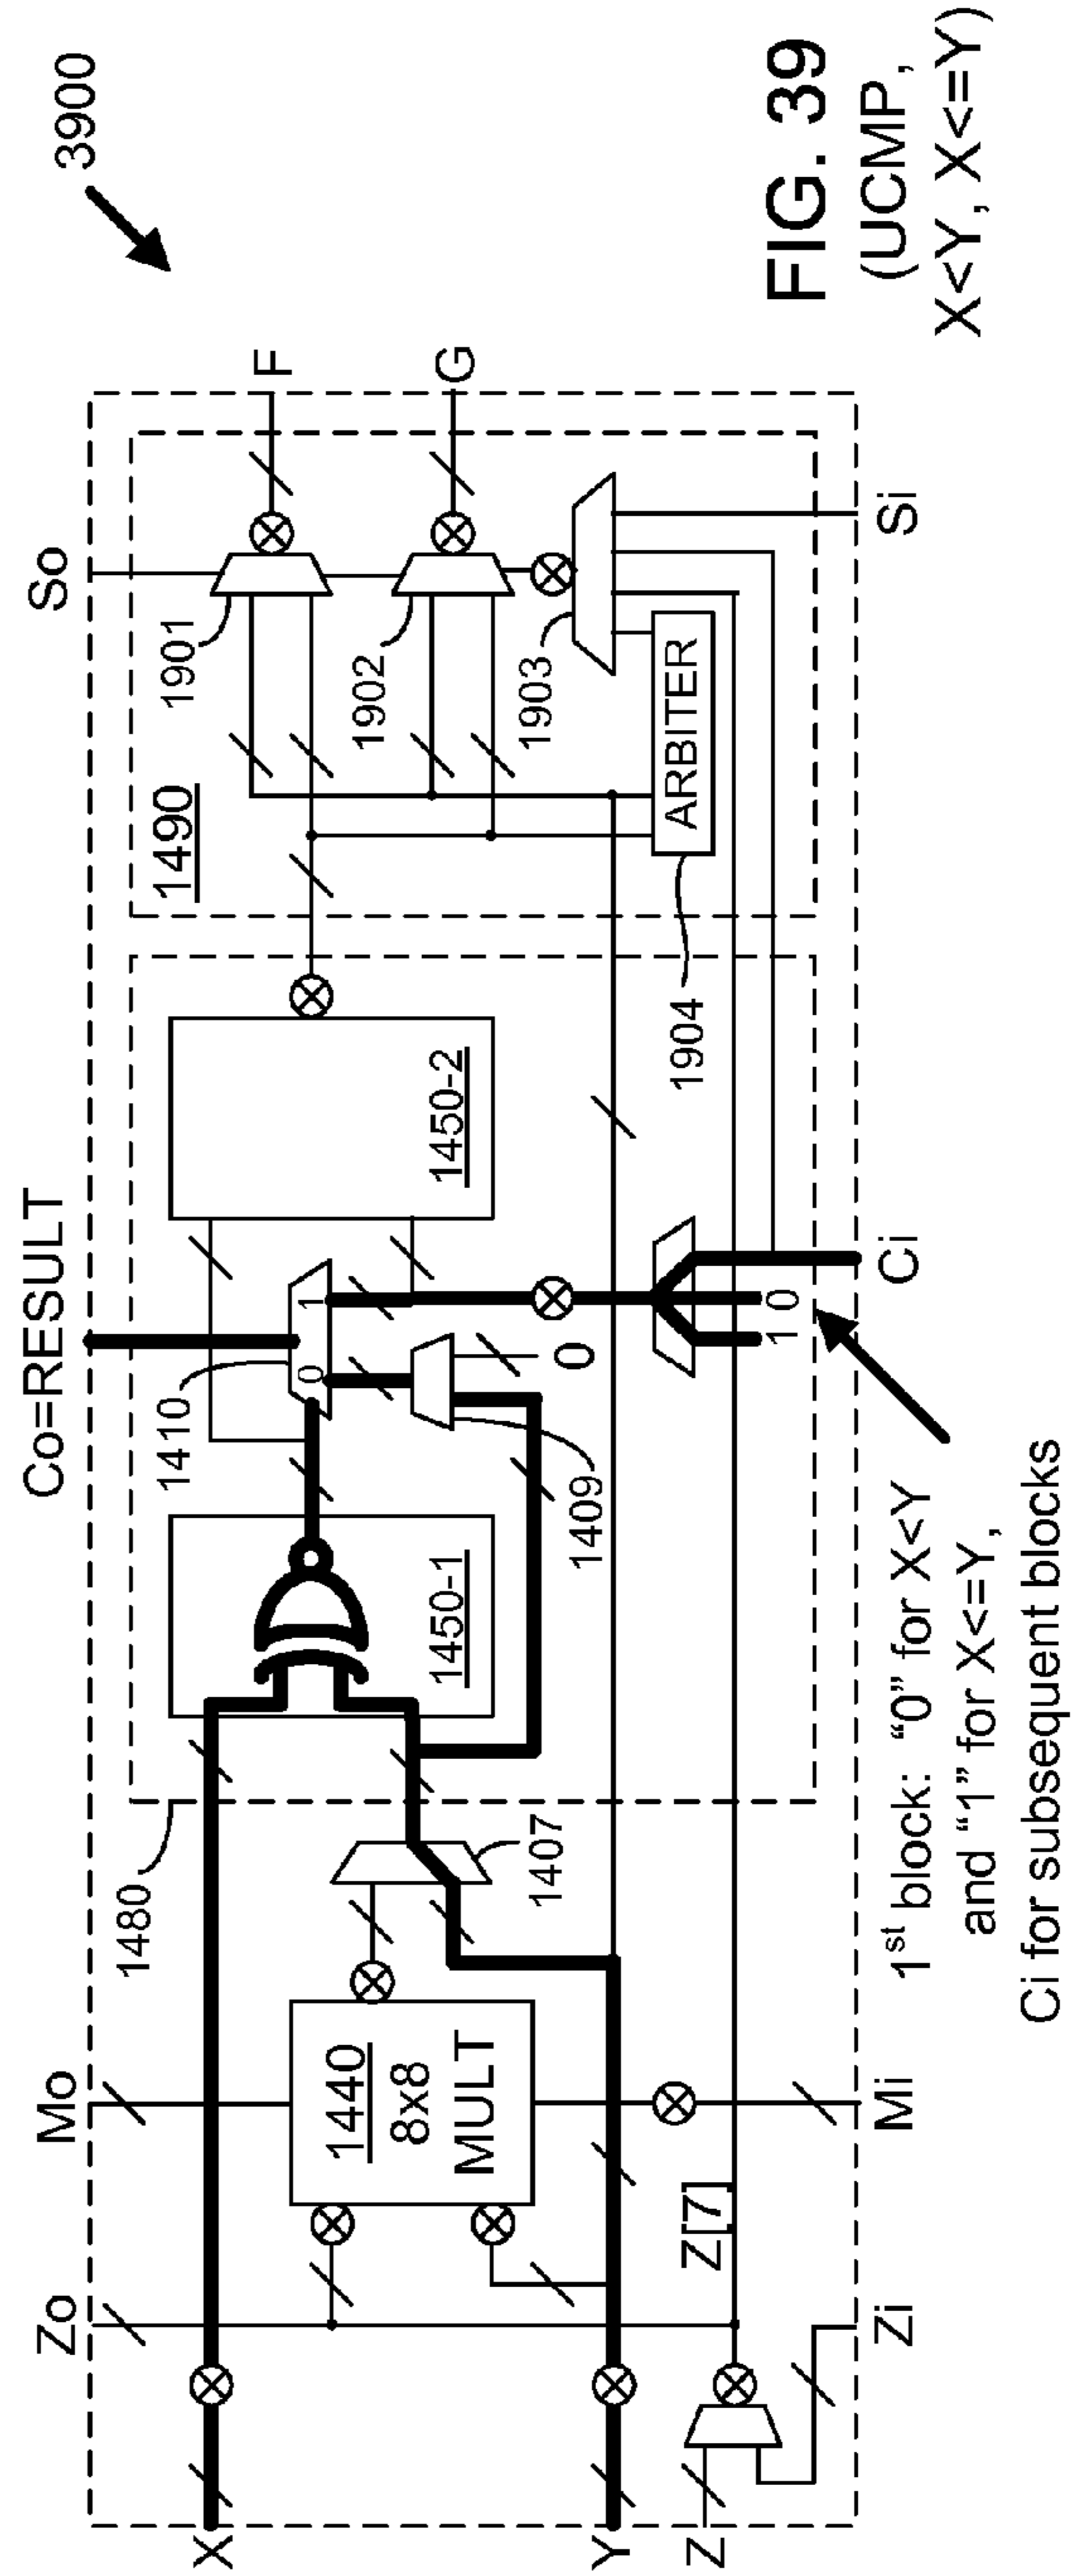 3900
Zo
Mo
Co=RESULT
So
X
Y
Z
1480
1440
8x8
MULT
1407
1450-1
1410
0
1
1409
0
1450-2
1490
1901
1902
1903
F
G
ARBITER
1904
Z[7]
1 0
Zi
Mi
Ci
Si
1st block: “0” for X<Y
and “1” for X<=Y,
Ci for subsequent blocks
FIG. 39
(UCMP,
X<Y, X<=Y)